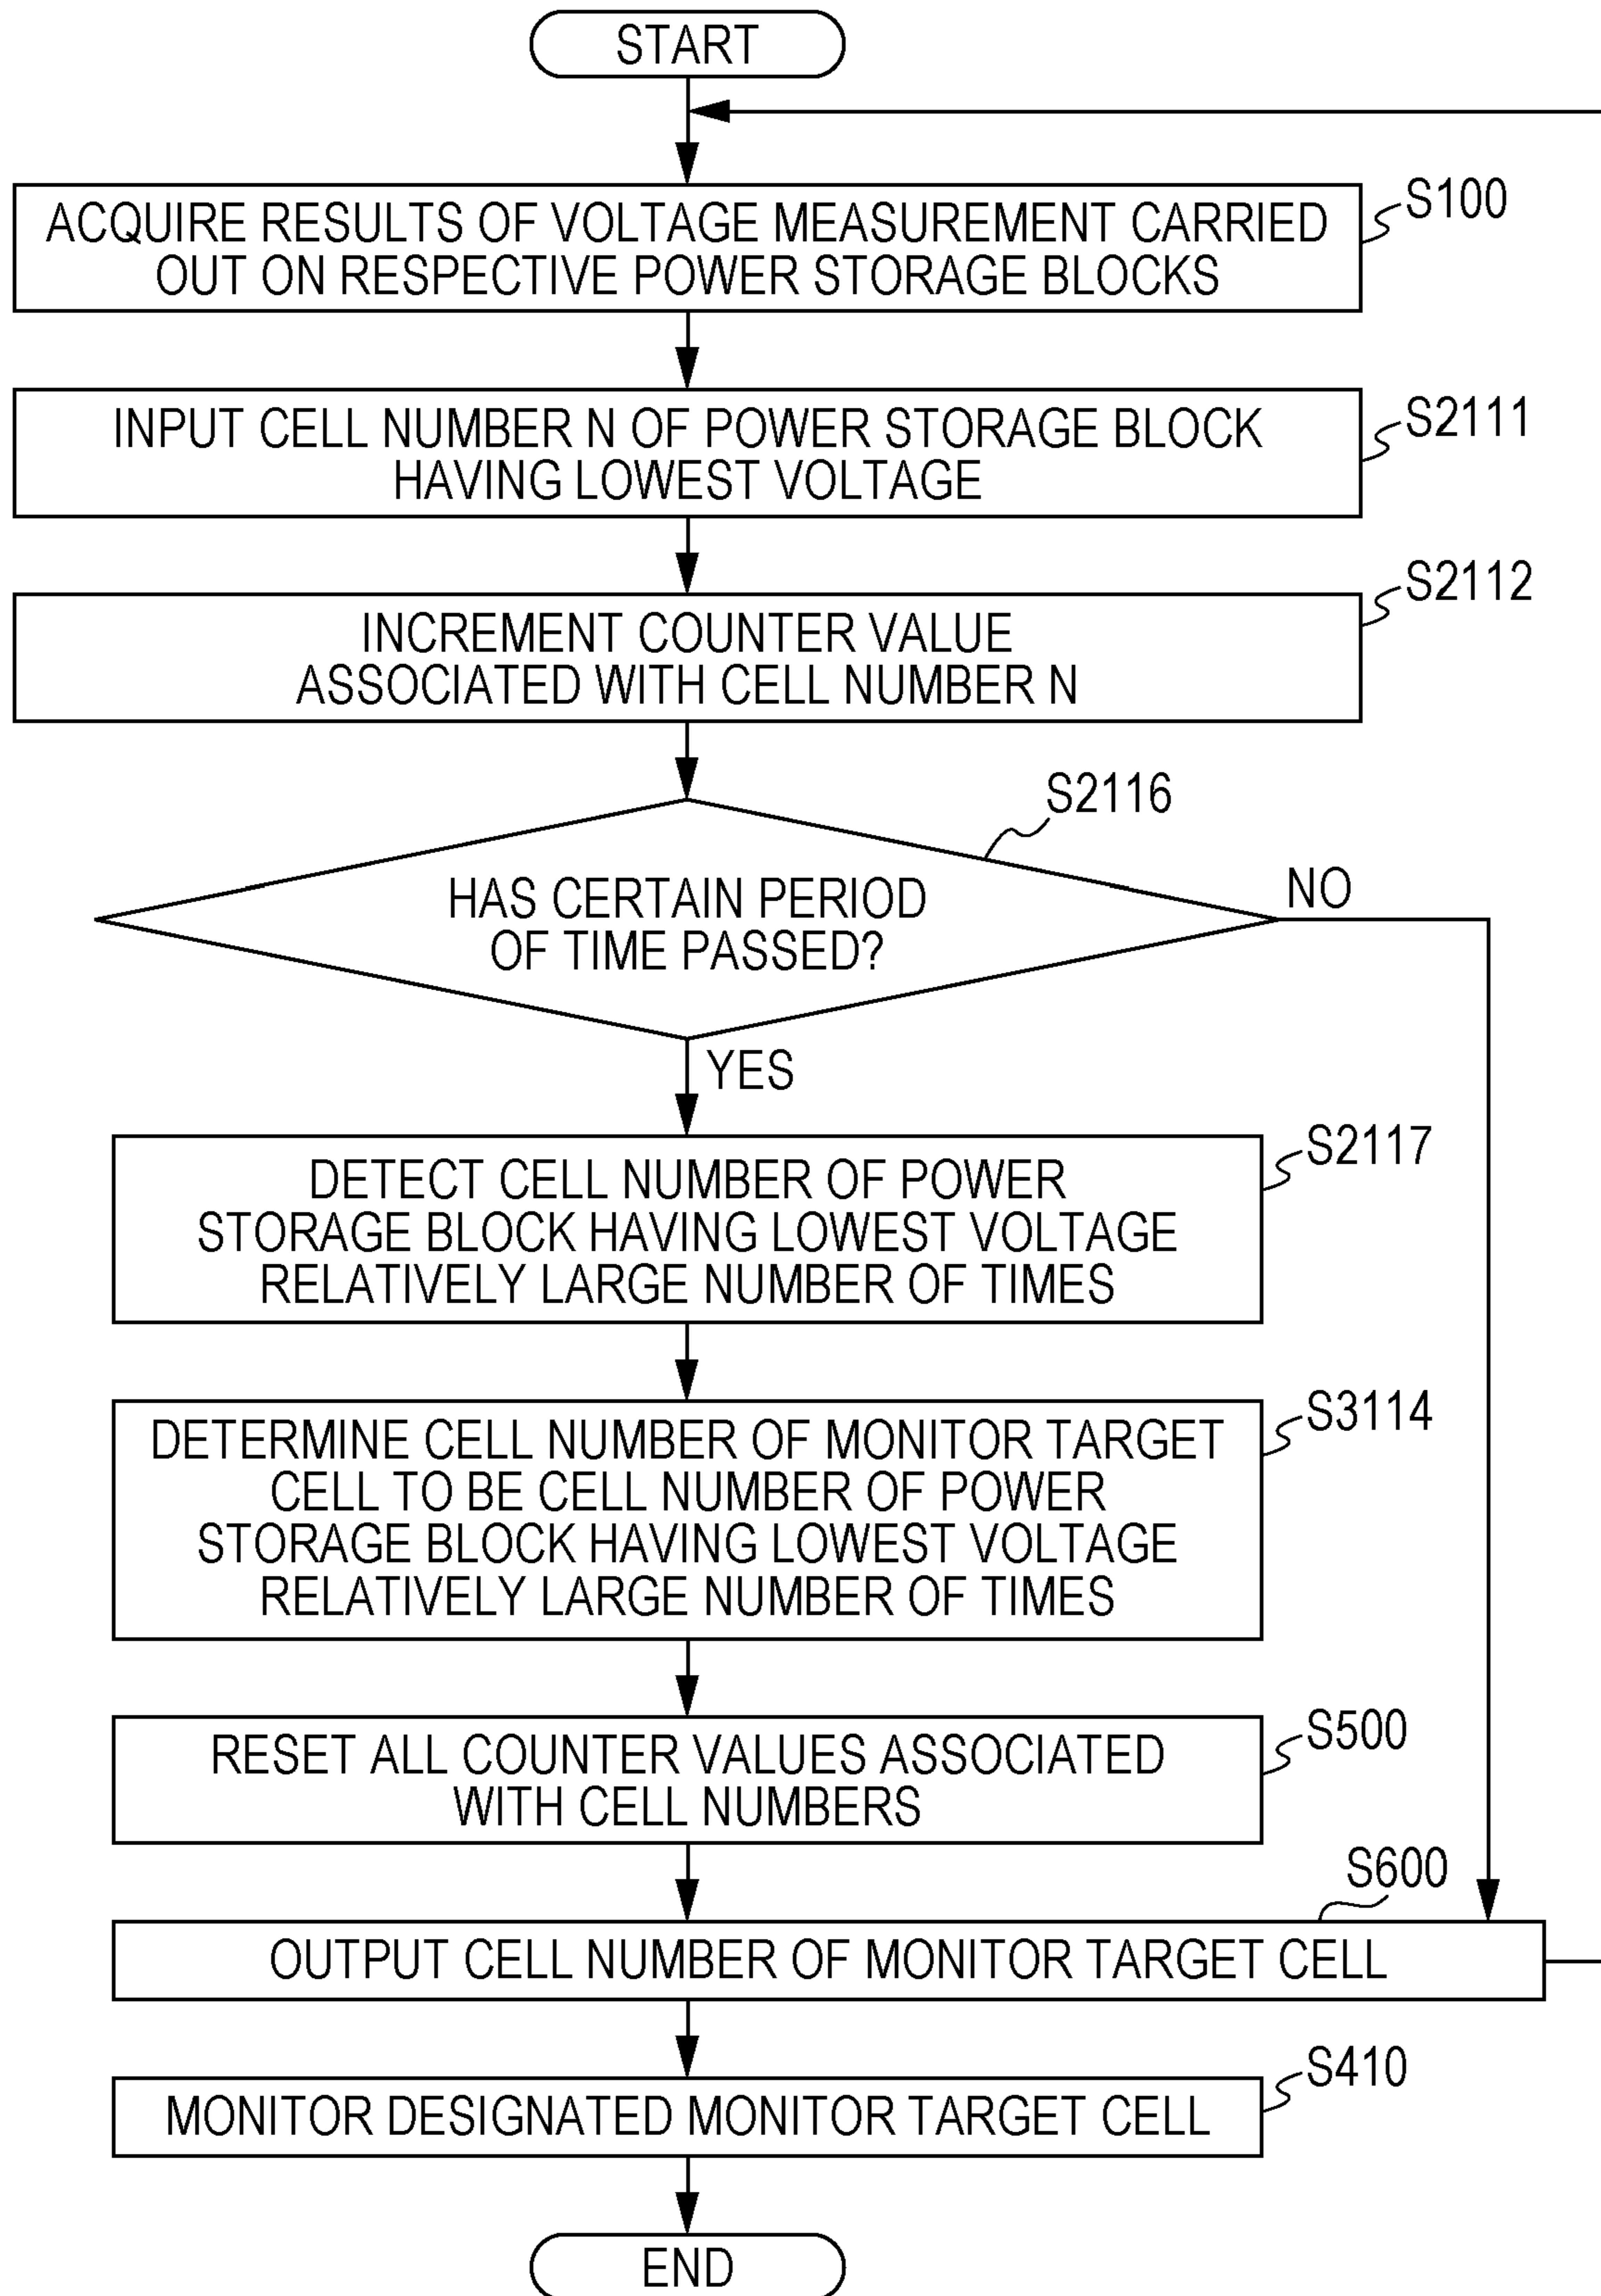 START
ACQUIRE RESULTS OF VOLTAGE MEASUREMENT CARRIED
OUT ON RESPECTIVE POWER STORAGE BLOCKS
S100
INPUT CELL NUMBER N OF POWER STORAGE BLOCK
HAVING LOWEST VOLTAGE
S2111
INCREMENT COUNTER VALUE
ASSOCIATED WITH CELL NUMBER N
S2112
S2116
HAS CERTAIN PERIOD
OF TIME PASSED?
NO
YES
DETECT CELL NUMBER OF POWER
STORAGE BLOCK HAVING LOWEST VOLTAGE
RELATIVELY LARGE NUMBER OF TIMES
S2117
DETERMINE CELL NUMBER OF MONITOR TARGET
CELL TO BE CELL NUMBER OF POWER
STORAGE BLOCK HAVING LOWEST VOLTAGE
RELATIVELY LARGE NUMBER OF TIMES
S3114
RESET ALL COUNTER VALUES ASSOCIATED
WITH CELL NUMBERS
S500
S600
OUTPUT CELL NUMBER OF MONITOR TARGET CELL
MONITOR DESIGNATED MONITOR TARGET CELL
S410
END